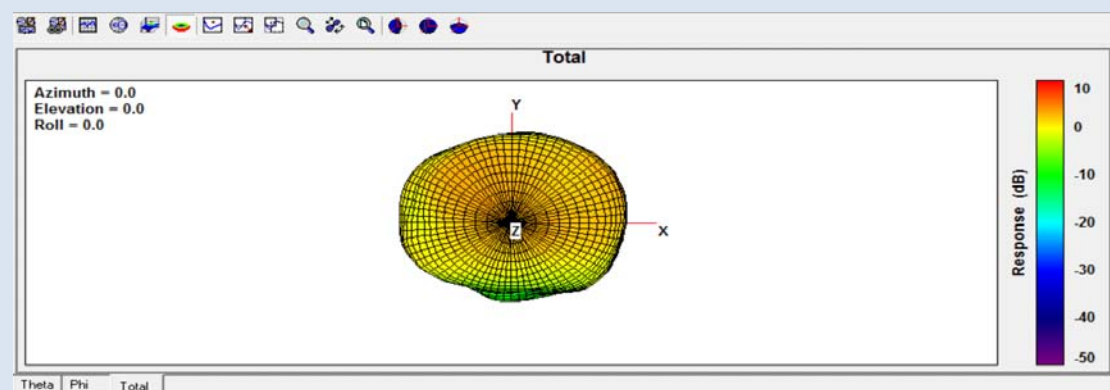 Total
Azimuth = 0.0
Elevation = 0.0
Roll = 0.0
Y
X
Z
Response (dB)
10
0
-10
-20
-30
-40
-50
Theta Phi Total